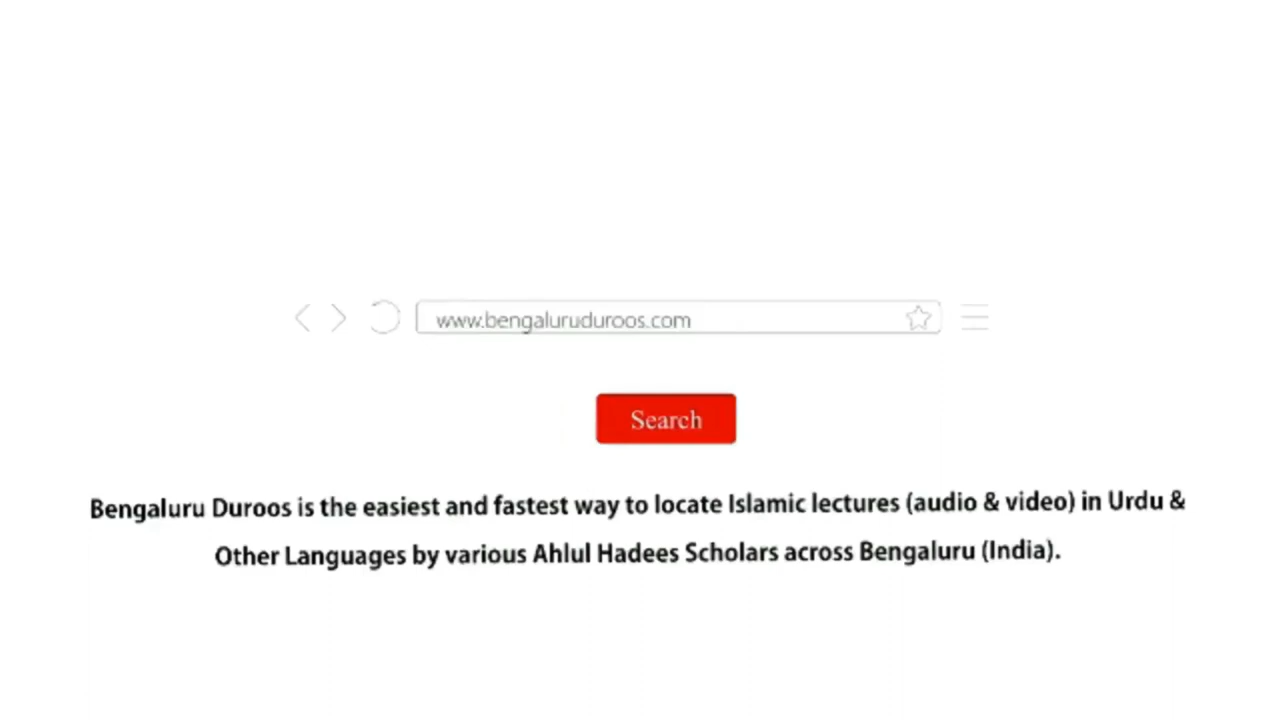 www.bengaluruduroos.com
Search
Bengaluru Duroos is the easiest and fastest way to locate Islamic lectures (audio & video) in Urdu &
Other Languages by various Ahlul Hadees Scholars across Bengaluru (India).